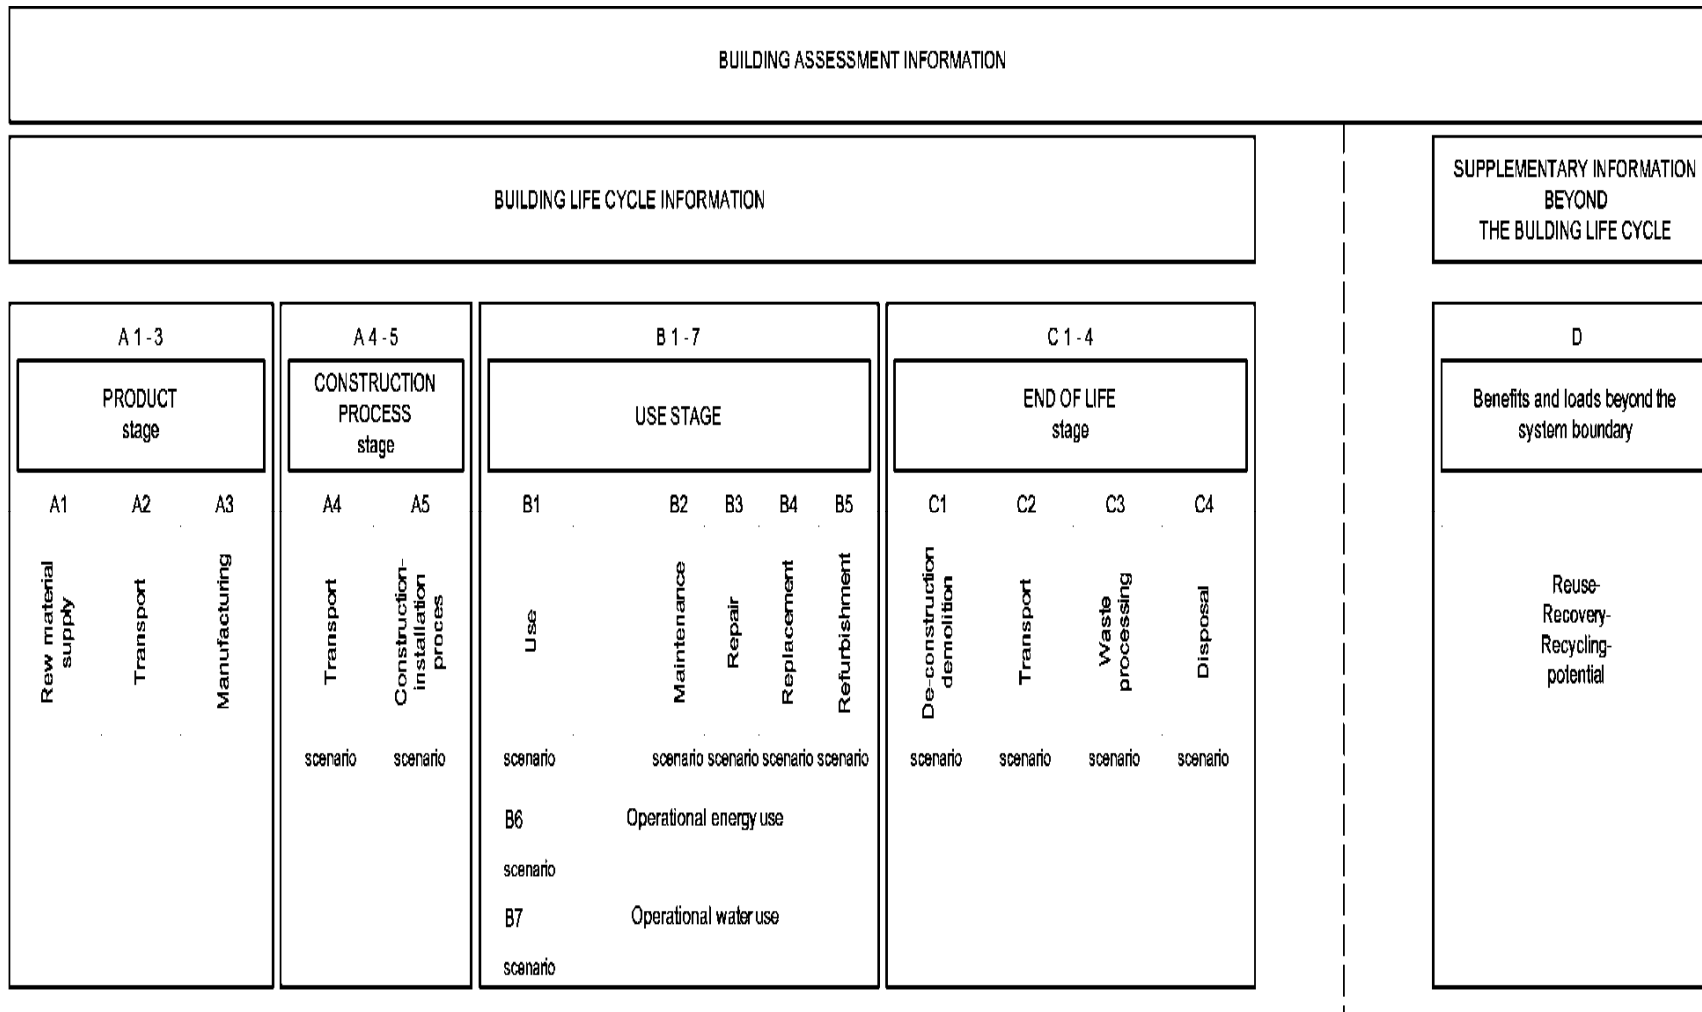 BUILDING ASSESSMENT INFORMATION
BUILDING LIFE CYCLE INFORMATION
SUPPLEMENTARY INFORMATION
BEYOND
THE BULDING LIFE CYCLE
A 1 - 3
PRODUCT
stage
A1
A2
A3
Rew material
supply
Transport
Manufacturing
A 4 - 5
CONSTRUCTION
PROCESS
stage
A4
A5
Transport
Construction-
installation
proces
scenario
scenario
B 1 - 7
USE STAGE
B1
B2
B3
B4
B5
Use
Maintenance
Repair
Replacement
Refurbishment
scenario
scenario
scenario
scenario
scenario
B6
Operational energy use
scenario
B7
Operational water use
scenario
C 1 - 4
END OF LIFE
stage
C1
C2
C3
C4
De-construction
demolition
Transport
Waste
processing
Disposal
scenario
scenario
scenario
scenario
D
Benefits and loads beyond the
system boundary
Reuse-
Recovery-
Recycling-
potential